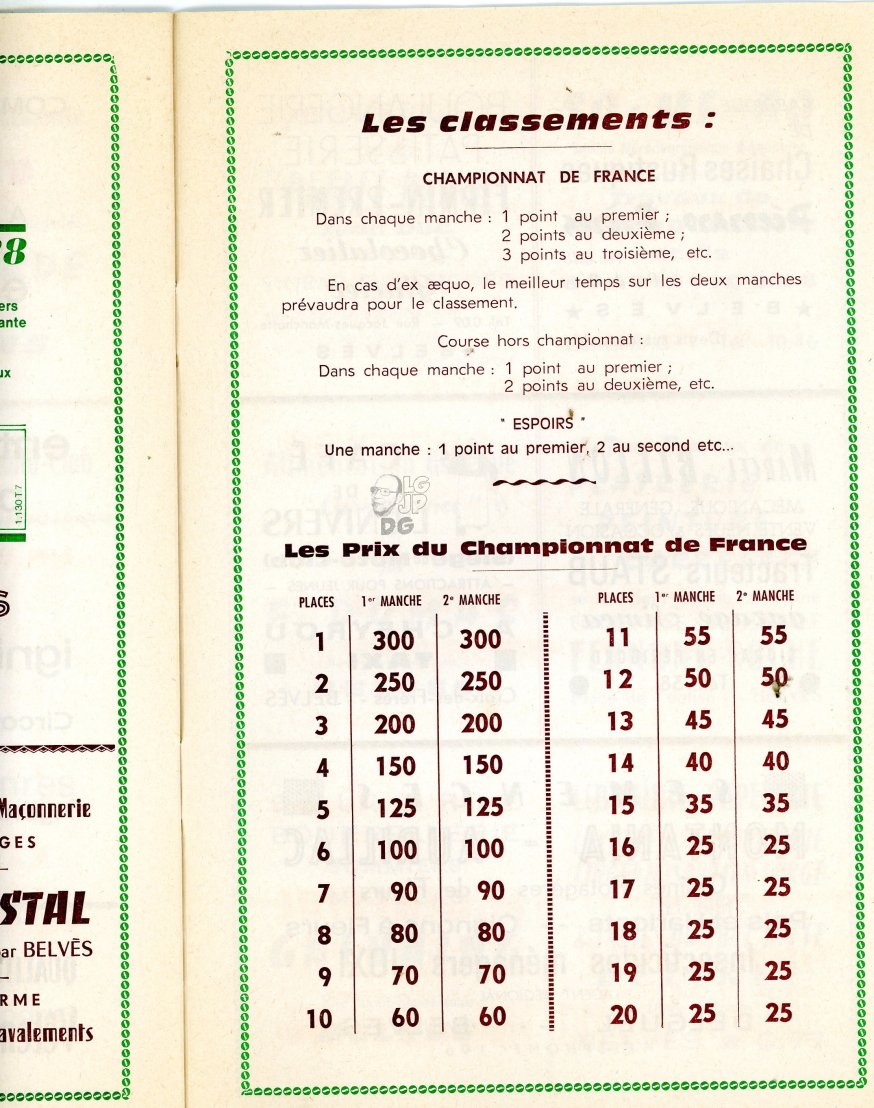 8
ers
ante
ux
1.130 T 7
ent
igni
Maçonnerie
GES
STAL
par BELVÈS
RME
avalements
Les classements :
CHAMPIONNAT DE FRANCE
Dans chaque manche : 1 point au premier ;
2 points au deuxième ;
3 points au troisième, etc.
En cas d'ex æquo, le meilleur temps sur les deux manches
prévaudra pour le classement.
Course hors championnat :
Dans chaque manche : 1 point au premier ;
2 points au deuxième, etc.
" ESPOIRS "
Une manche : 1 point au premier, 2 au second etc...
LG
JP
DG
Les Prix du Championnat de France
PLACES 1er MANCHE 2e MANCHE PLACES 1er MANCHE 2e MANCHE
1 300 300 11 55 55
2 250 250 12 50 50
3 200 200 13 45 45
4 150 150 14 40 40
5 125 125 15 35 35
6 100 100 16 25 25
7 90 90 17 25 25
8 80 80 18 25 25
9 70 70 19 25 25
10 60 60 20 25 25